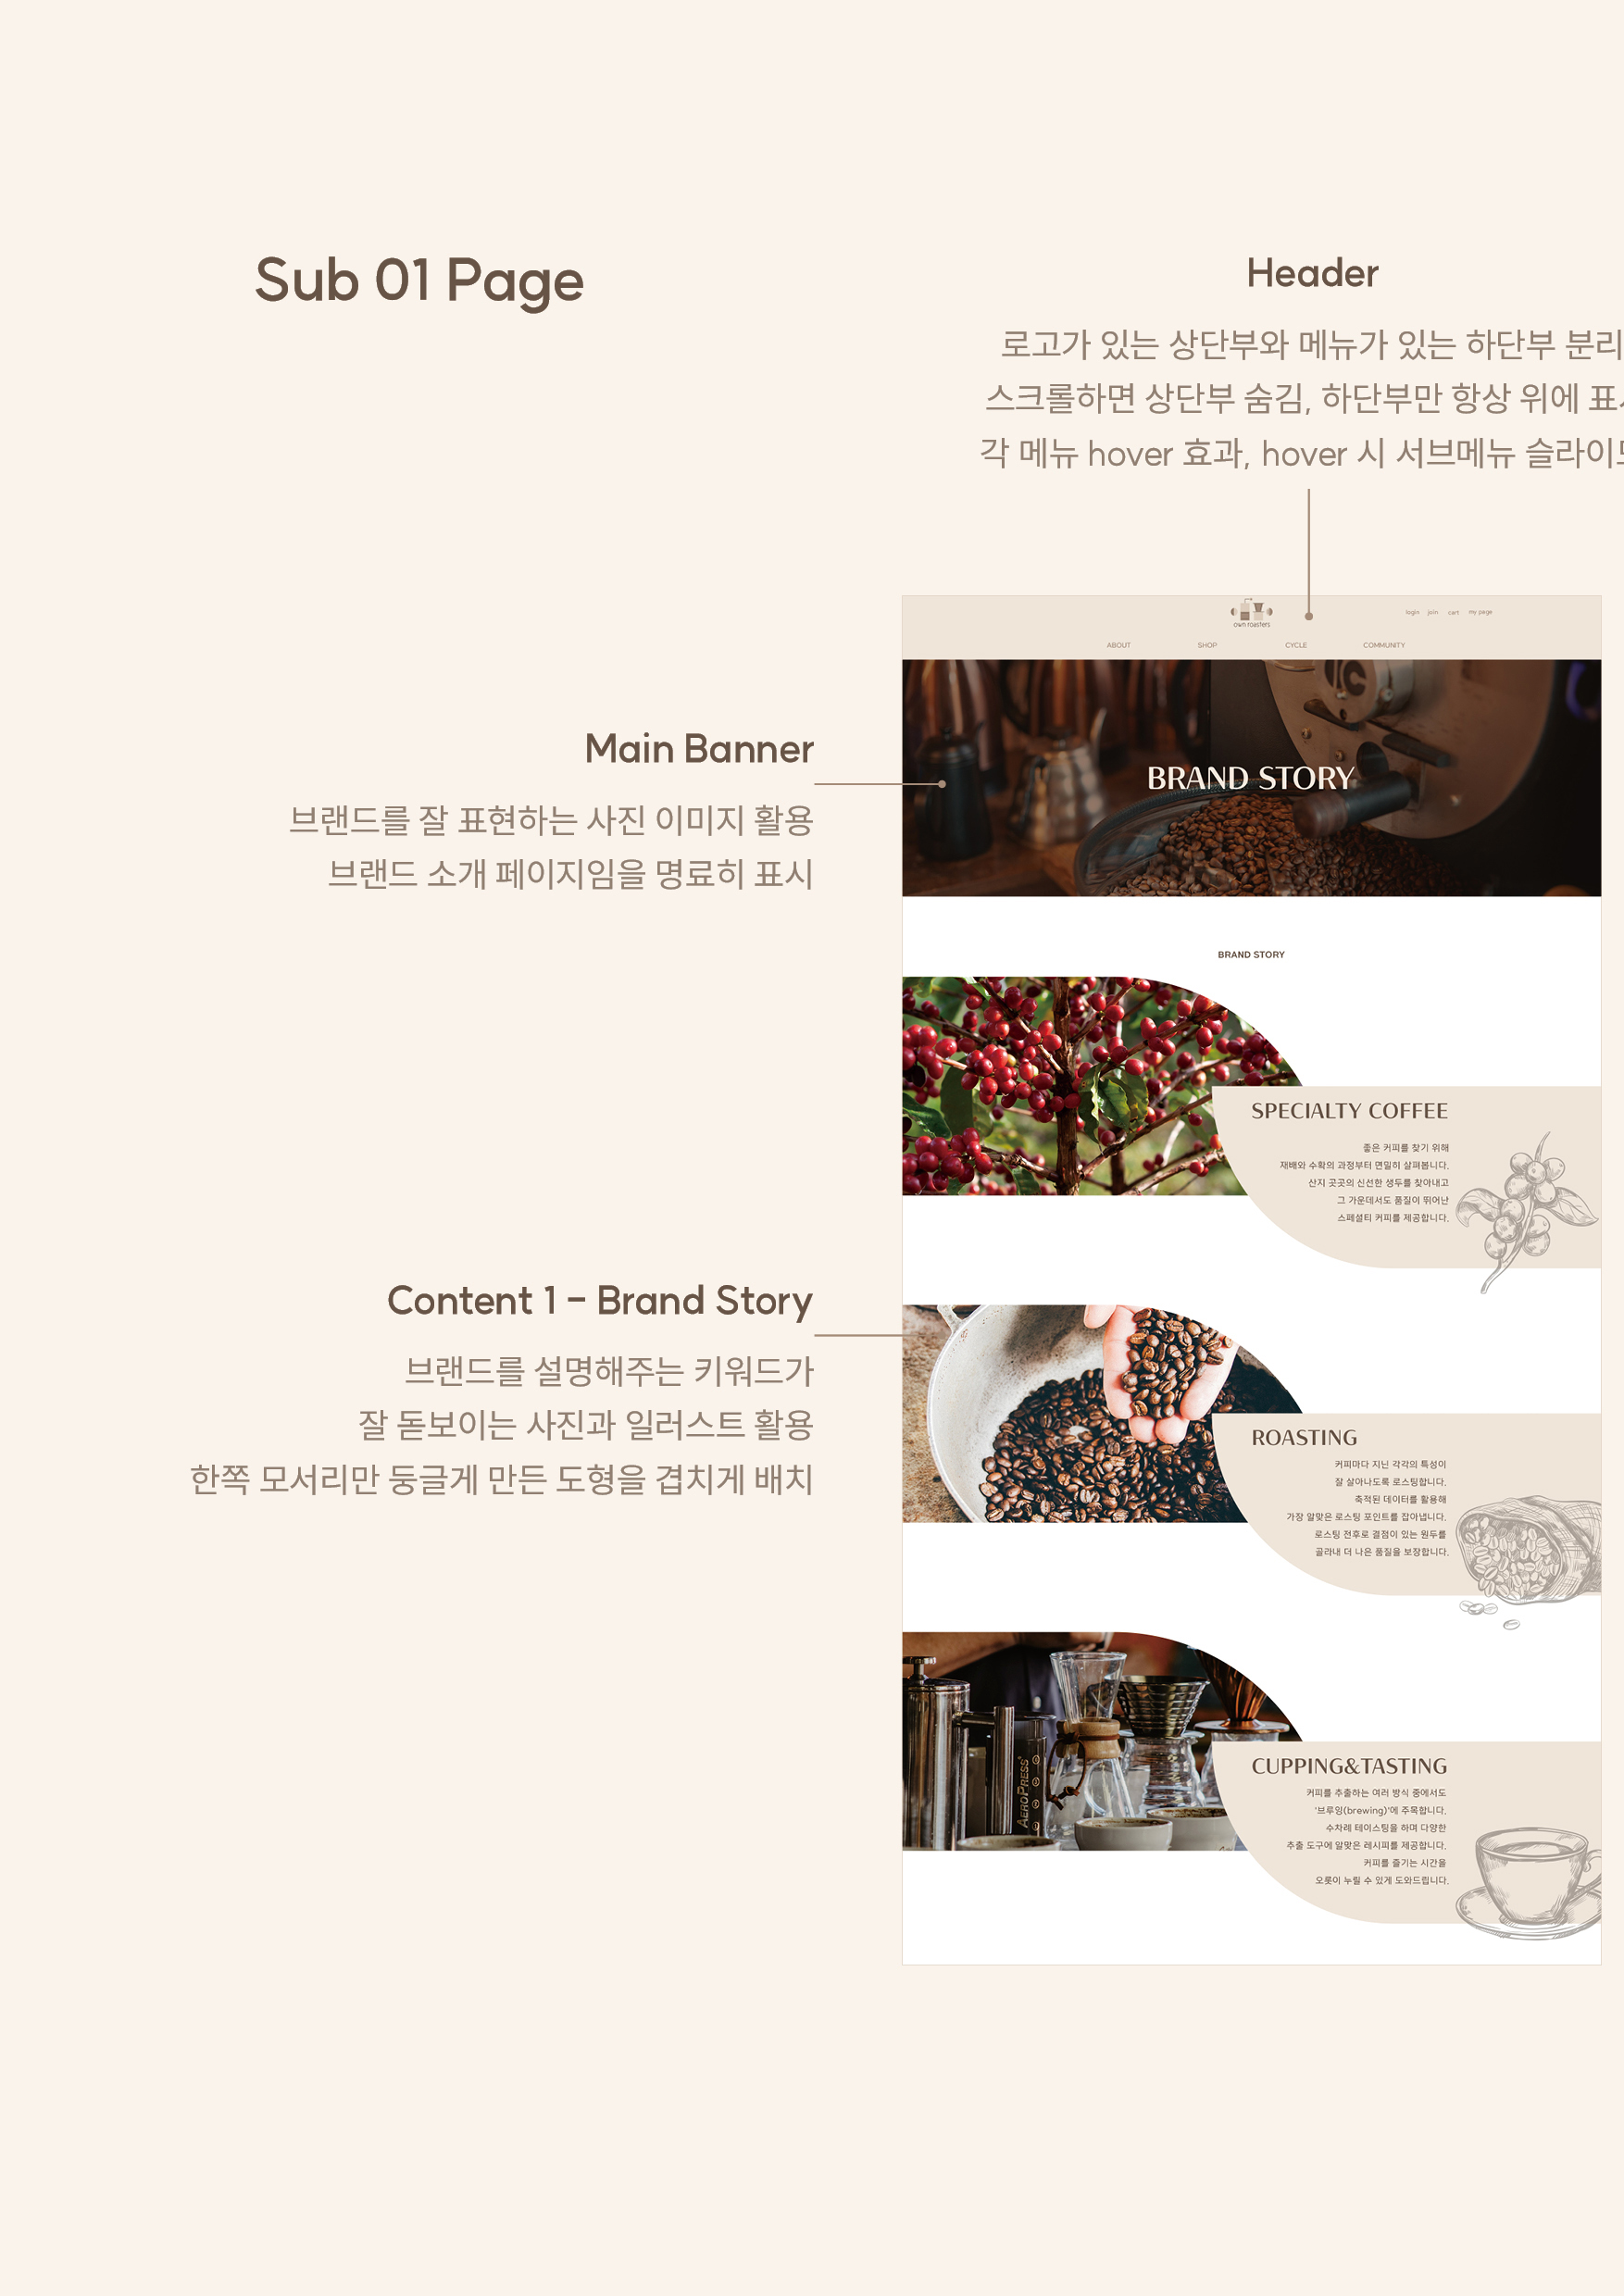 Sub 01 Page
Header
로고가 있는 상단부와 메뉴가 있는 하단부 분리
스크롤하면 상단부 숨김, 하단부만 항상 위에
각 메뉴 hover 효과, hover 시 서브메뉴
own roasters
login join cart my page
ABOUT SHOP CYCLE COMMUNITY
Main Banner
브랜드를 잘 표현하는 사진 이미지 활용
브랜드 소개 페이지임을 명료히 표시
BRAND STORY
BRAND STORY
SPECIALTY COFFEE
좋은 커피를 찾기 위해
재배와 수확의 과정부터 면밀히 살펴봅니다.
산지 곳곳의 신선한 생두를 찾아내고
그 가운데서도 품질이 뛰어난
스페셜티 커피를 제공합니다.
Content 1 - Brand Story
브랜드를 설명해주는 키워드가
잘 돋보이는 사진과 일러스트 활용
한쪽 모서리만 둥글게 만든 도형을 겹치게 배치
ROASTING
커피마다 지닌 각각의 특성이
잘 살아나도록 로스팅합니다.
축적된 데이터를 활용해
가장 알맞은 로스팅 포인트를 잡아냅니다.
로스팅 전후로 결점이 있는 원두를
골라내 더 나은 품질을 보장합니다.
AEROPRESS
CUPPING&TASTING
커피를 추출하는 여러 방식 중에서도
'브루잉(brewing)'에 주목합니다.
수차례 테이스팅을 하며 다양한
추출 도구에 알맞은 레시피를 제공합니다.
커피를 즐기는 시간을
오롯이 누릴 수 있게 도와드립니다.